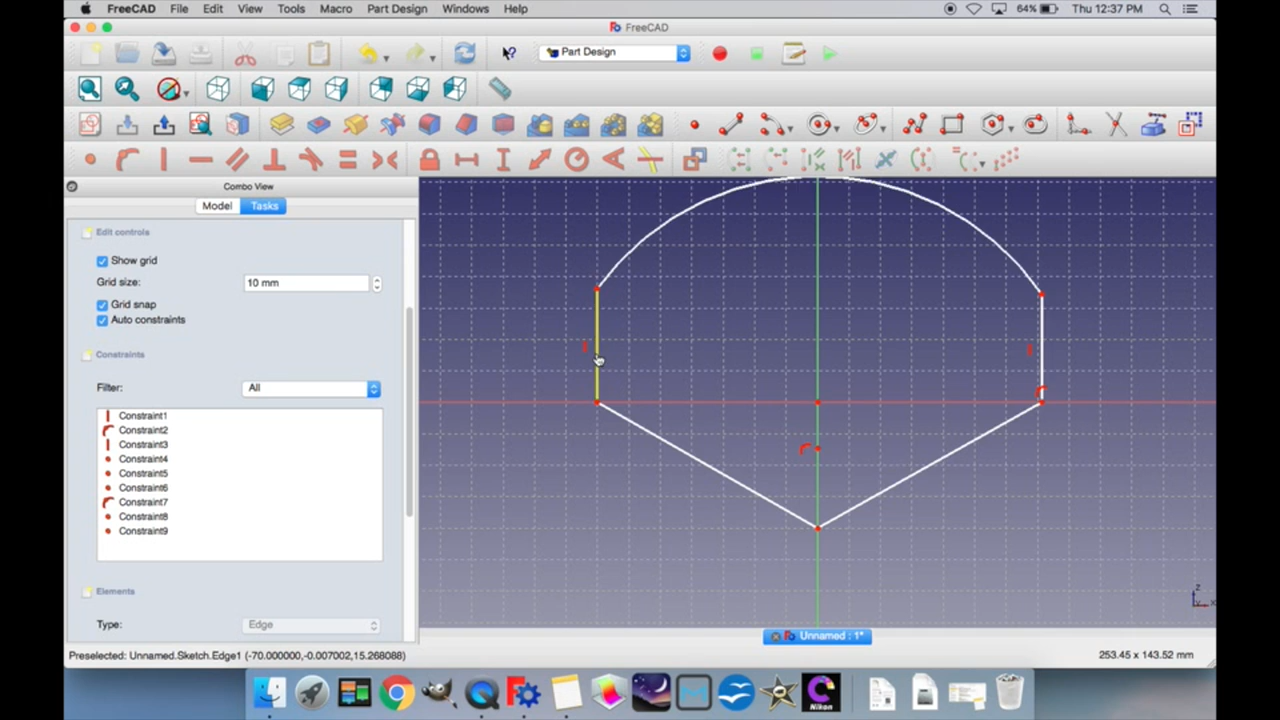 FreeCAD File Edit View Tools Macro Part Design Windows Help 64% Thu 12:37 PM
FreeCAD
Part Design
Combo View
Model Tasks
Edit controls
Show grid
Grid size: 10 mm
Grid snap
Auto constraints
Constraints
Filter: All
Constraint1
Constraint2
Constraint3
Constraint4
Constraint5
Constraint6
Constraint7
Constraint8
Constraint9
Elements
Type: Edge
Z
X
Unnamed : 1*
Preselected: Unnamed.Sketch.Edge1 (-70.000000,-0.007002,15.268088) 253.45 x 143.52 mm
Nikon